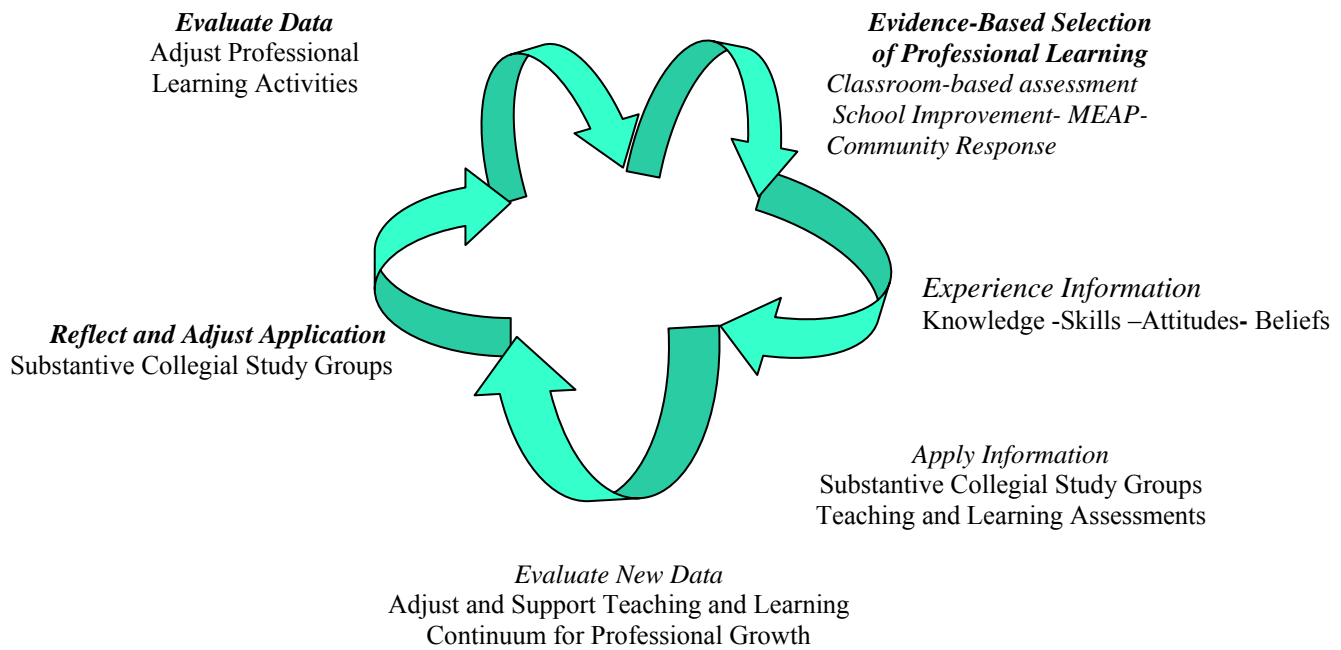 Evaluate Data
Adjust Professional
Learning Activities
Evidence-Based Selection
of Professional Learning
Classroom-based assessment
School Improvement- MEAP-
Community Response
Experience Information
Knowledge -Skills –Attitudes- Beliefs
Reflect and Adjust Application
Substantive Collegial Study Groups
Apply Information
Substantive Collegial Study Groups
Teaching and Learning Assessments
Evaluate New Data
Adjust and Support Teaching and Learning
Continuum for Professional Growth